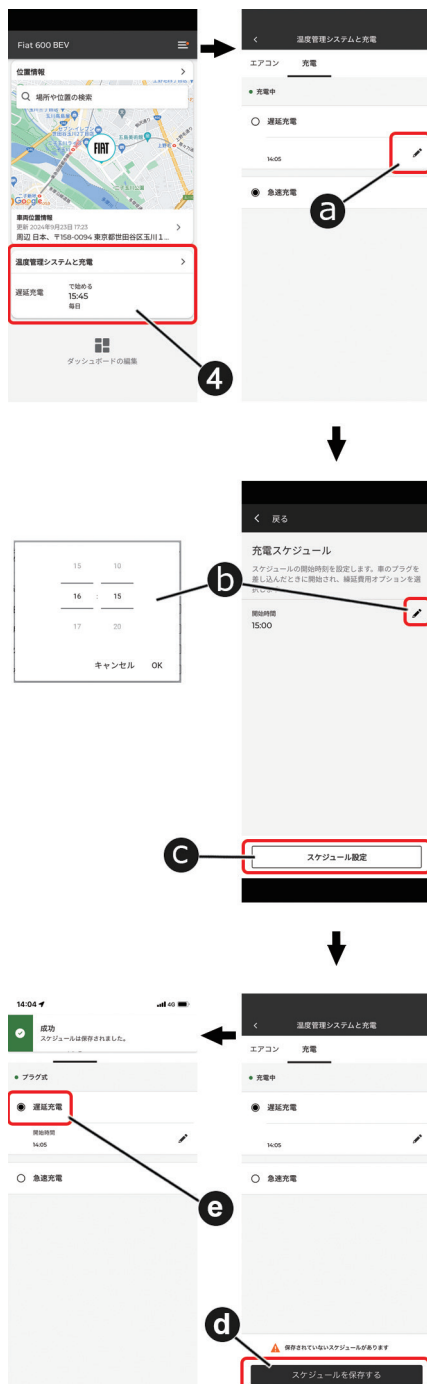 Fiat 600 BEV
位置情報
場所や位置の検索
FIAT
Google
車両位置情報
更新 2024年9月23日 17:23
周辺 日本、〒158-0094 東京都世田谷区玉川 1...
温度管理システムと充電
遅延充電
で始める
15:45
毎日
ダッシュボードの編集
4
温度管理システムと充電
エアコン 充電
充電中
遅延充電
14:05
急速充電
a
15 10
16 : 15
17 20
キャンセル OK
b
戻る
充電スケジュール
スケジュールの開始時刻を設定します。車のプラグを
差し込んだときに開始され、繰延費用オプションを選
開始時間
15:00
c
スケジュール設定
14:04
4G
成功
スケジュールは保存されました。
プラグ式
遅延充電
開始時間
14:05
急速充電
e
温度管理システムと充電
エアコン 充電
充電中
遅延充電
14:05
急速充電
d
保存されていないスケジュールがあります
スケジュールを保存する